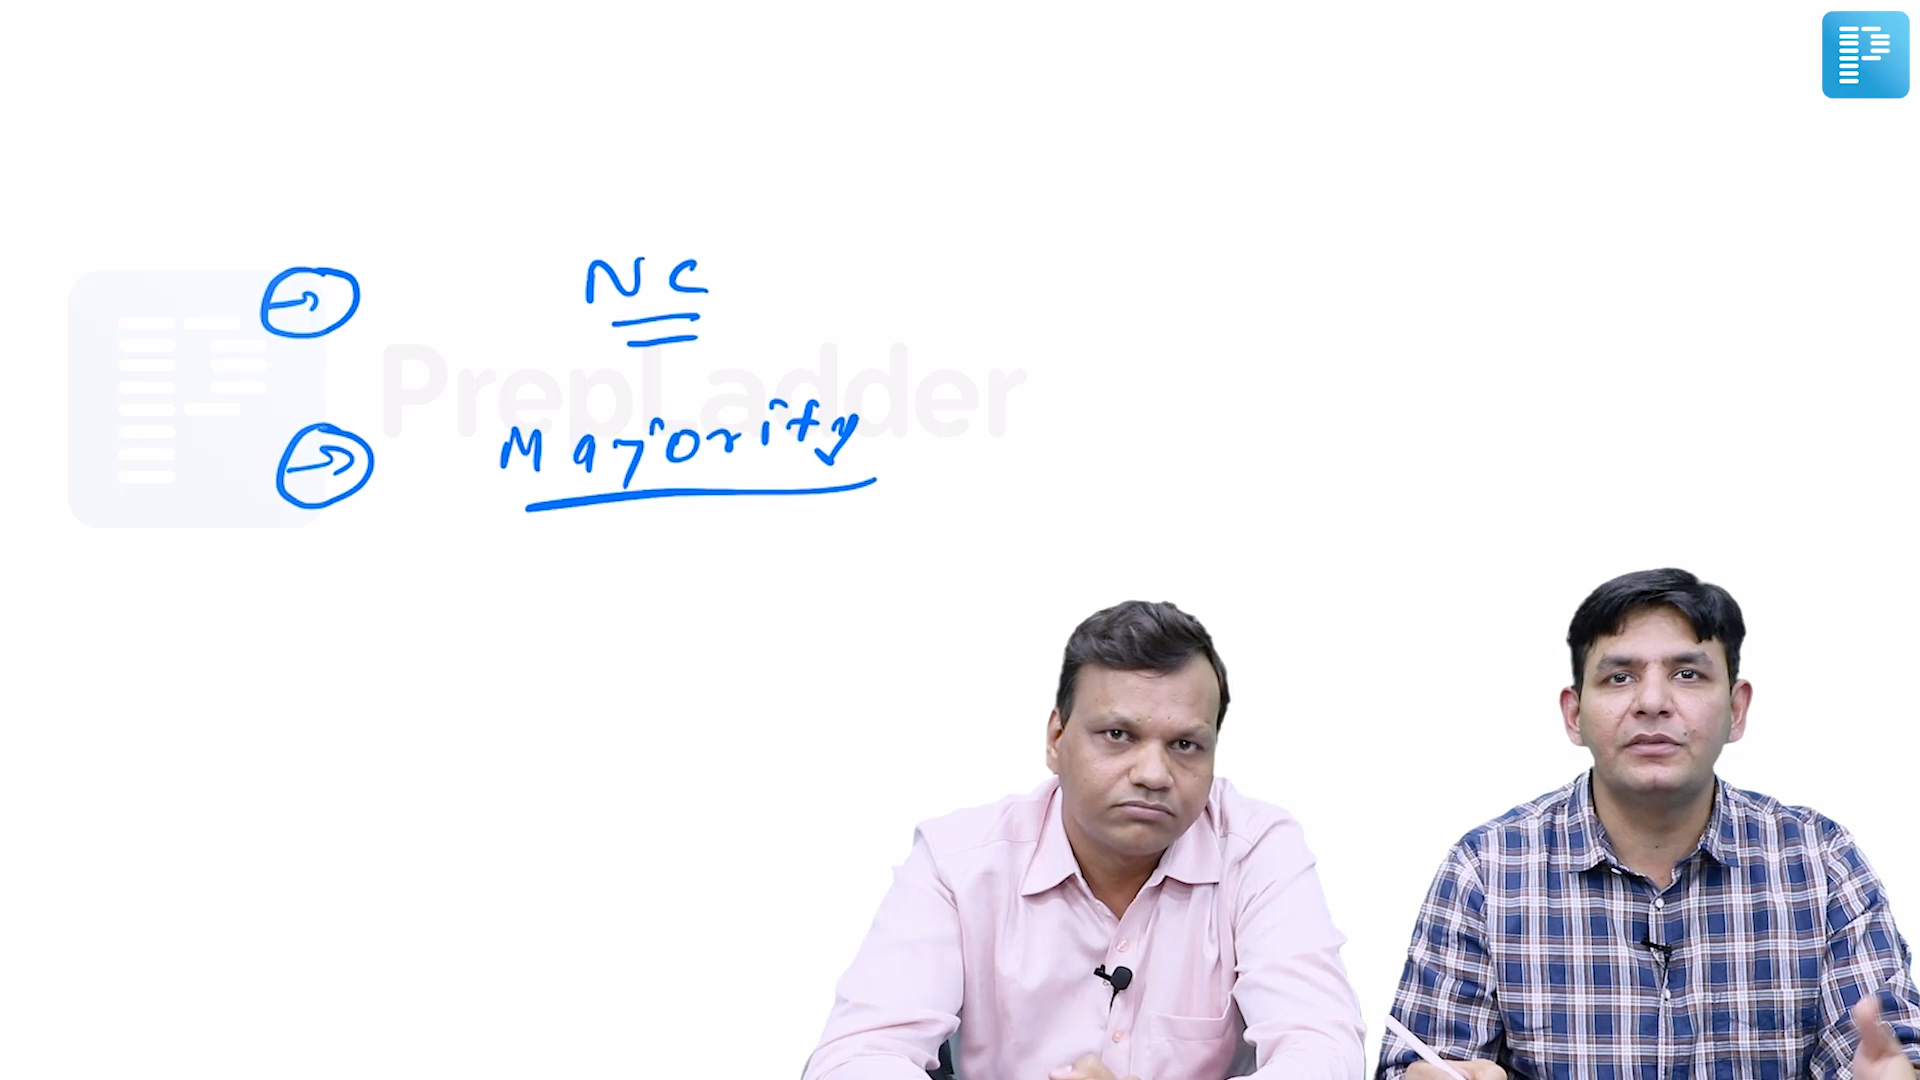 → NC
PrepLadder
→ Majority